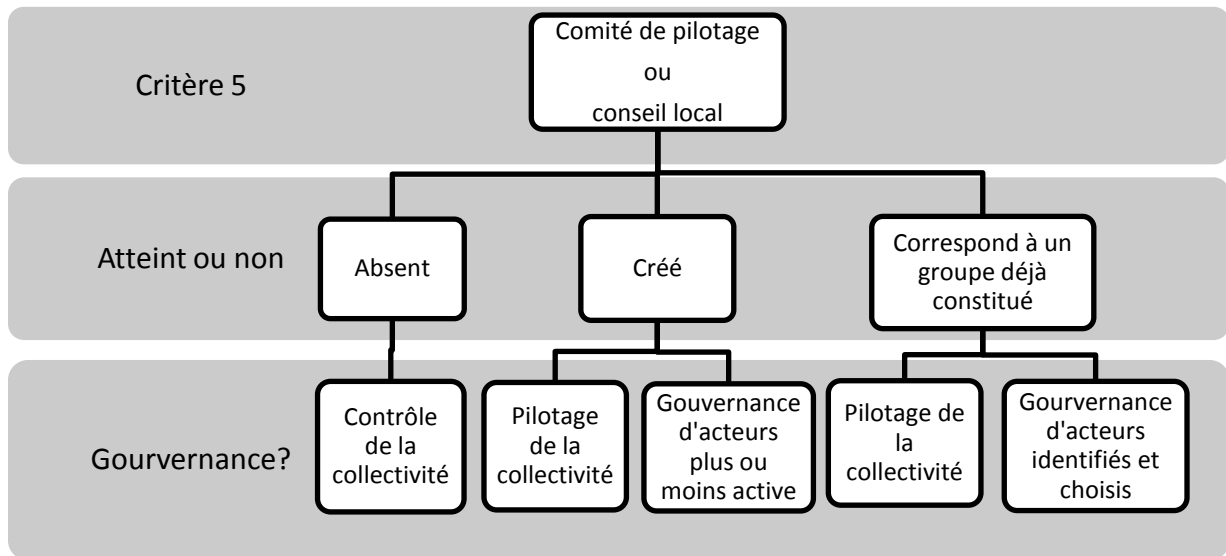 Critère 5
Comité de pilotage
ou
conseil local
Atteint ou non
Absent
Créé
Correspond à un
groupe déjà
constitué
Gourvernance?
Contrôle
de la
collectivité
Pilotage
de la
collectivité
Gouvernance
d'acteurs
plus ou
moins active
Pilotage de
la
collectivité
Gourvernance
d'acteurs
identifiés et
choisis